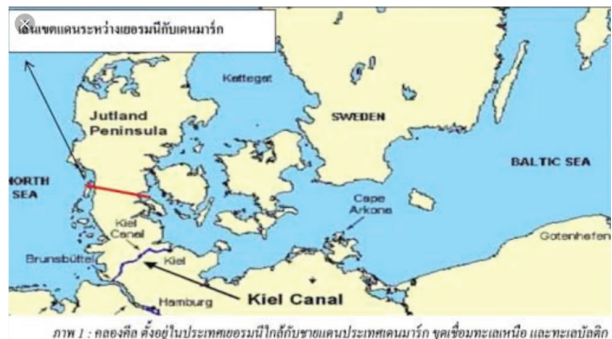 เส้นเขตแดนระหว่างเยอรมนีกับเดนมาร์ก
Kattegat
Jutland
Peninsula
SWEDEN
NORTH
SEA
BALTIC SEA
Cape
Arkona
Kiel
Canal
Gotenhafen
Brunsbüttel
Kiel
Hamburg
Kiel Canal
ภาพ 1 : คลองคีล ตั้งอยู่ในประเทศเยอรมนีใกล้กับชายแดนประเทศเดนมาร์ก ขุดเชื่อมทะเลเหนือ และทะเลบัลติก